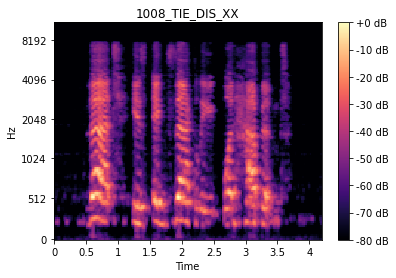 1008_TIE_DIS_XX
8192
4096
2048
1024
512
0
Hz
0
0.5
1
1.5
2
2.5
3
3.5
4
Time
+0 dB
-10 dB
-20 dB
-30 dB
-40 dB
-50 dB
-60 dB
-70 dB
-80 dB